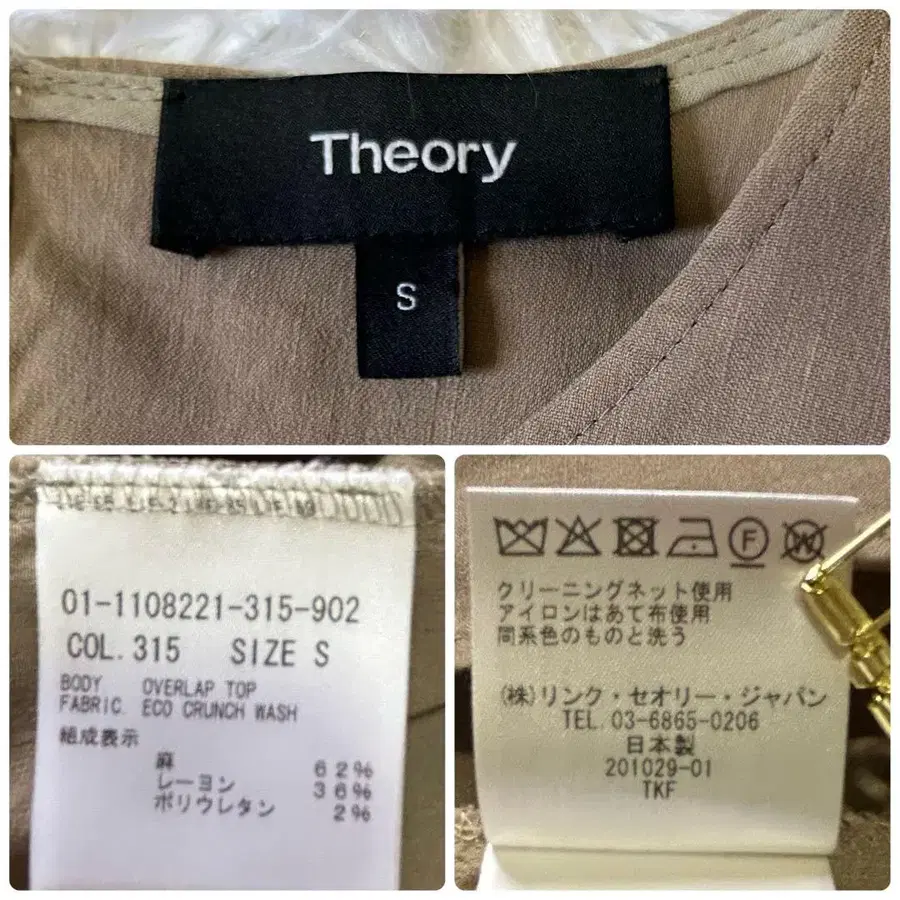 Theory
S
01-1108221-315-902
COL.315 SIZE S
BODY OVERLAP TOP
FABRIC ECO CRUNCH WASH
組成表示
麻 62%
レーヨン 36%
ポリウレタン 2%
F
W
クリーニングネット使用
アイロンはあて布使用
同系色のものと洗う
(株)リンク・セオリー・ジャパン
TEL.03-6865-0206
日本製
201029-01
TKF